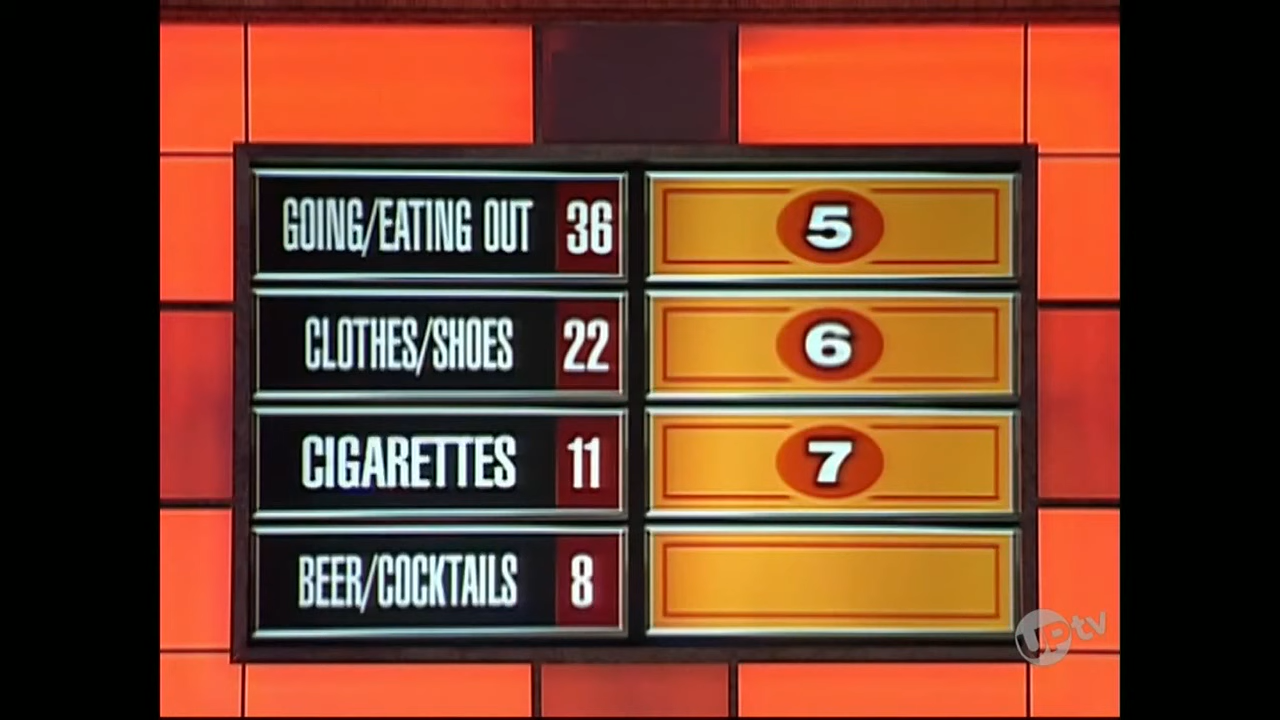 GOING/EATING OUT 36
5
CLOTHES/SHOES 22
6
CIGARETTES 11
7
BEER/COCKTAILS 8
UPtv